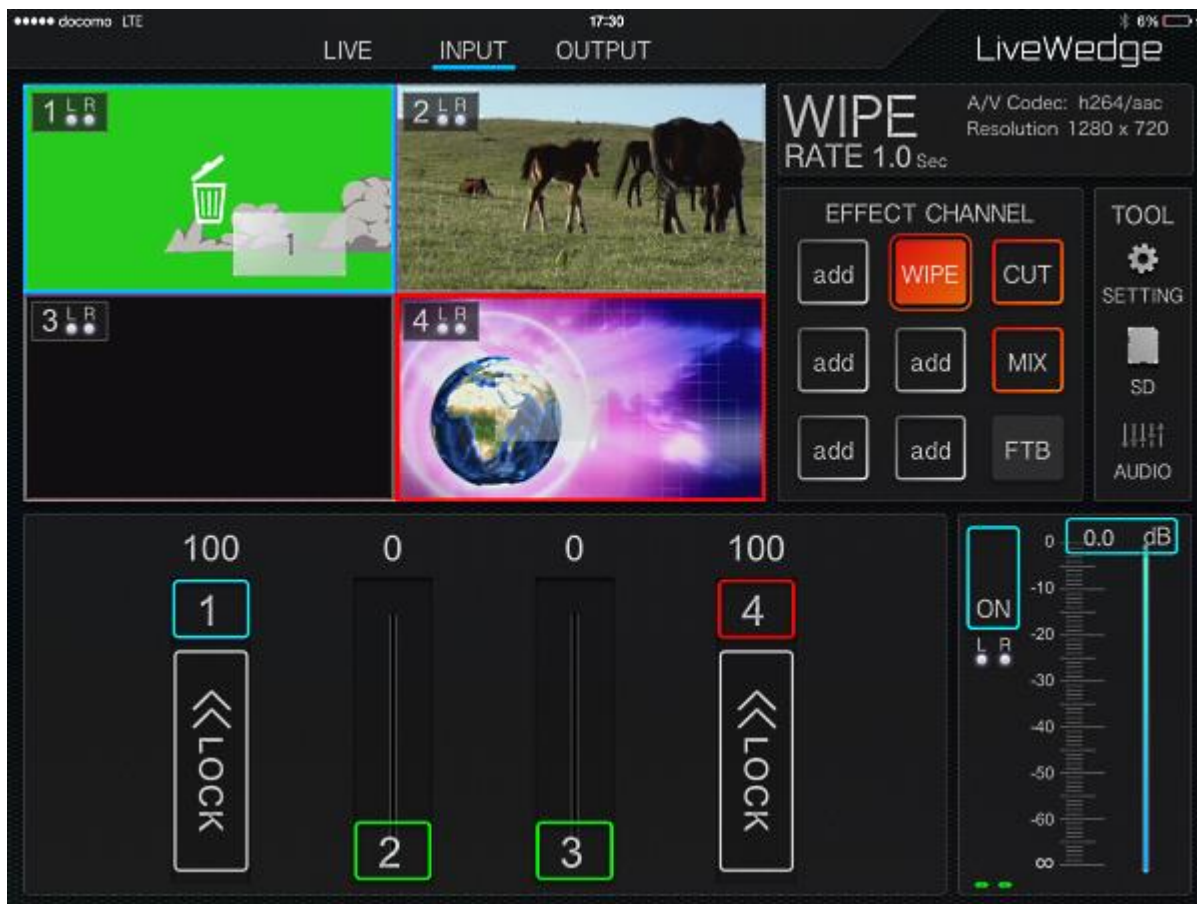 docomo LTE
17:30
6%
LIVE INPUT OUTPUT
LiveWedge
1 L R
2 L R
WIPE
RATE 1.0 Sec
A/V Codec: h264/aac
Resolution 1280 x 720
1
3 L R
4 L R
EFFECT CHANNEL
add WIPE CUT
add add MIX
add add FTB
TOOL
SETTING
SD
AUDIO
100 0 0 100
1 4
LOCK LOCK
2 3
ON
L R
0.0 dB
0
-10
-20
-30
-40
-50
-60
∞